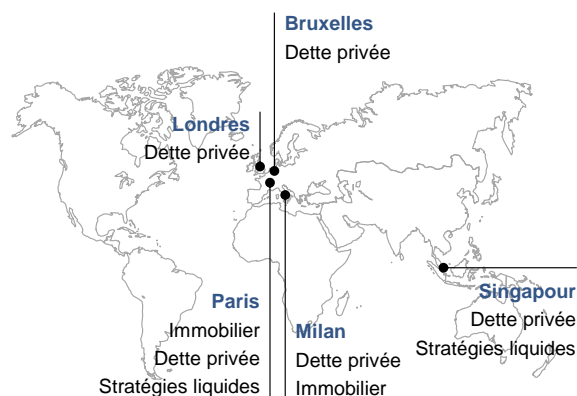 Bruxelles
Dette privée
Londres
Dette privée
Paris
Immobilier
Dette privée
Stratégies liquides
Milan
Dette privée
Immobilier
Singapour
Dette privée
Stratégies liquides